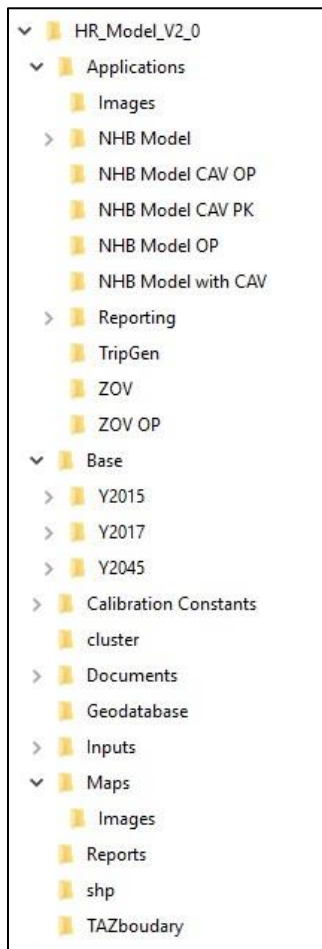 HR_Model_V2_0
Applications
Images
NHB Model
NHB Model CAV OP
NHB Model CAV PK
NHB Model OP
NHB Model with CAV
Reporting
TripGen
ZOV
ZOV OP
Base
Y2015
Y2017
Y2045
Calibration Constants
cluster
Documents
Geodatabase
Inputs
Maps
Images
Reports
shp
TAZboudary